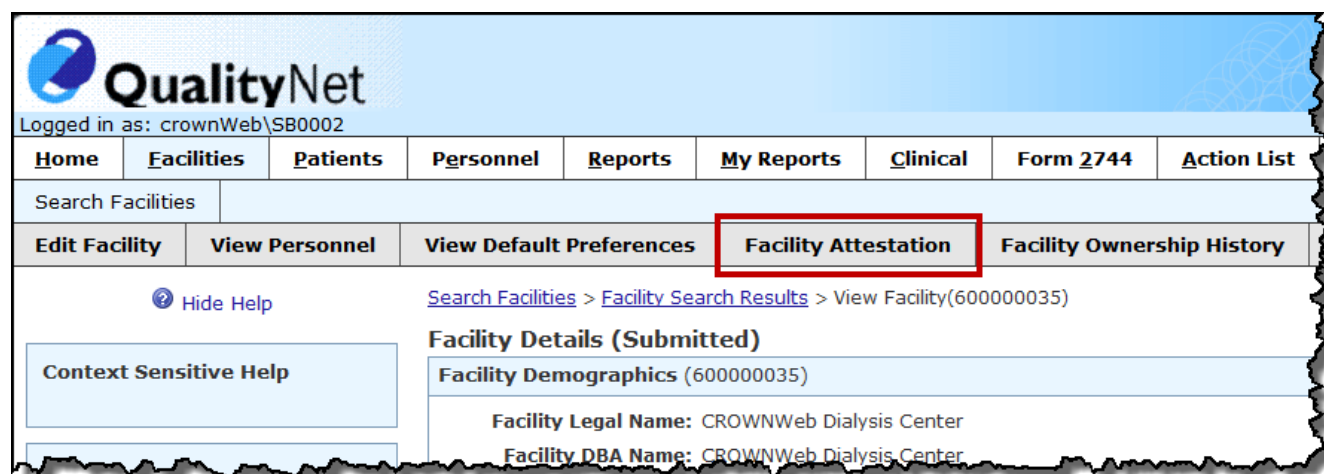 QualityNet
Logged in as: crownWeb\SB0002
Home Facilities Patients Personnel Reports My Reports Clinical Form 2744 Action List
Search Facilities
Edit Facility View Personnel View Default Preferences Facility Attestation Facility Ownership History
Hide Help
Search Facilities > Facility Search Results > View Facility(600000035)
Facility Details (Submitted)
Context Sensitive Help
Facility Demographics (600000035)
Facility Legal Name: CROWNWeb Dialysis Center
Facility DBA Name: CROWNWeb Dialysis Center